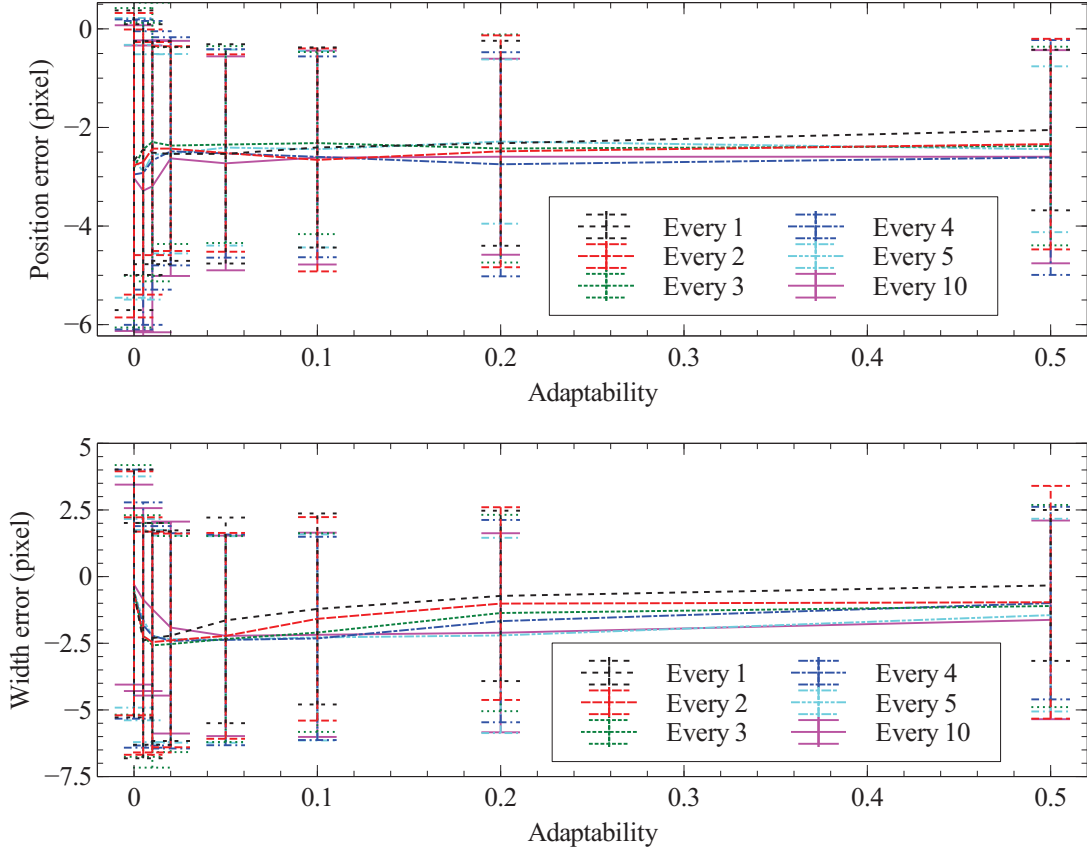 0
−2
−4
−6
Position error (pixel)
Every 1 Every 4
Every 2 Every 5
Every 3 Every 10
0 0.1 0.2 0.3 0.4 0.5
Adaptability
5
2.5
0
−2.5
−5
−7.5
Width error (pixel)
Every 1 Every 4
Every 2 Every 5
Every 3 Every 10
0 0.1 0.2 0.3 0.4 0.5
Adaptability